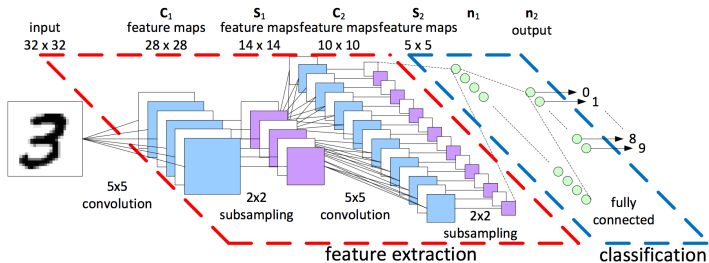 input
32 x 32
C1
feature maps
28 x 28
S1
feature maps
14 x 14
C2
feature maps
10 x 10
S2
feature maps
5 x 5
n1
n2
output
3
0
1
8
9
5x5
convolution
2x2
subsampling
5x5
convolution
2x2
subsampling
fully
connected
feature extraction
classification